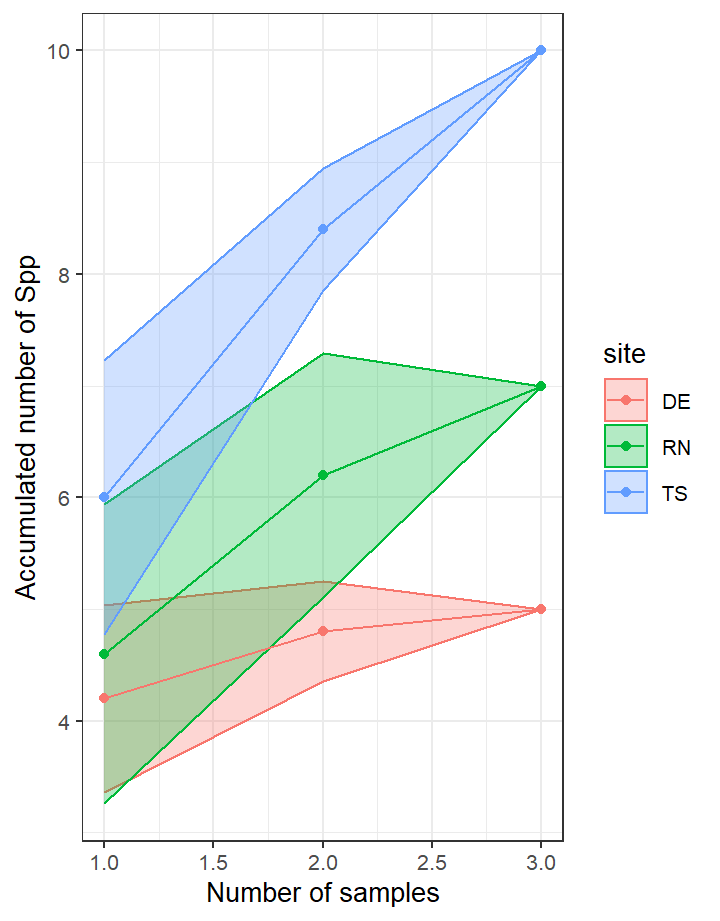 10
8
6
4
Accumulated number of Spp
1.0 1.5 2.0 2.5 3.0
Number of samples
site
DE
RN
TS